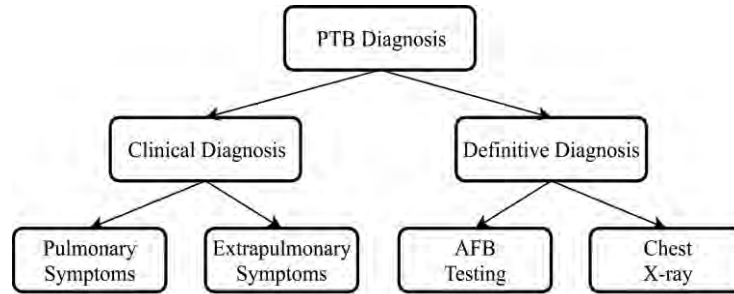 PTB Diagnosis
Clinical Diagnosis
Definitive Diagnosis
Pulmonary
Symptoms
Extrapulmonary
Symptoms
AFB
Testing
Chest
X-ray